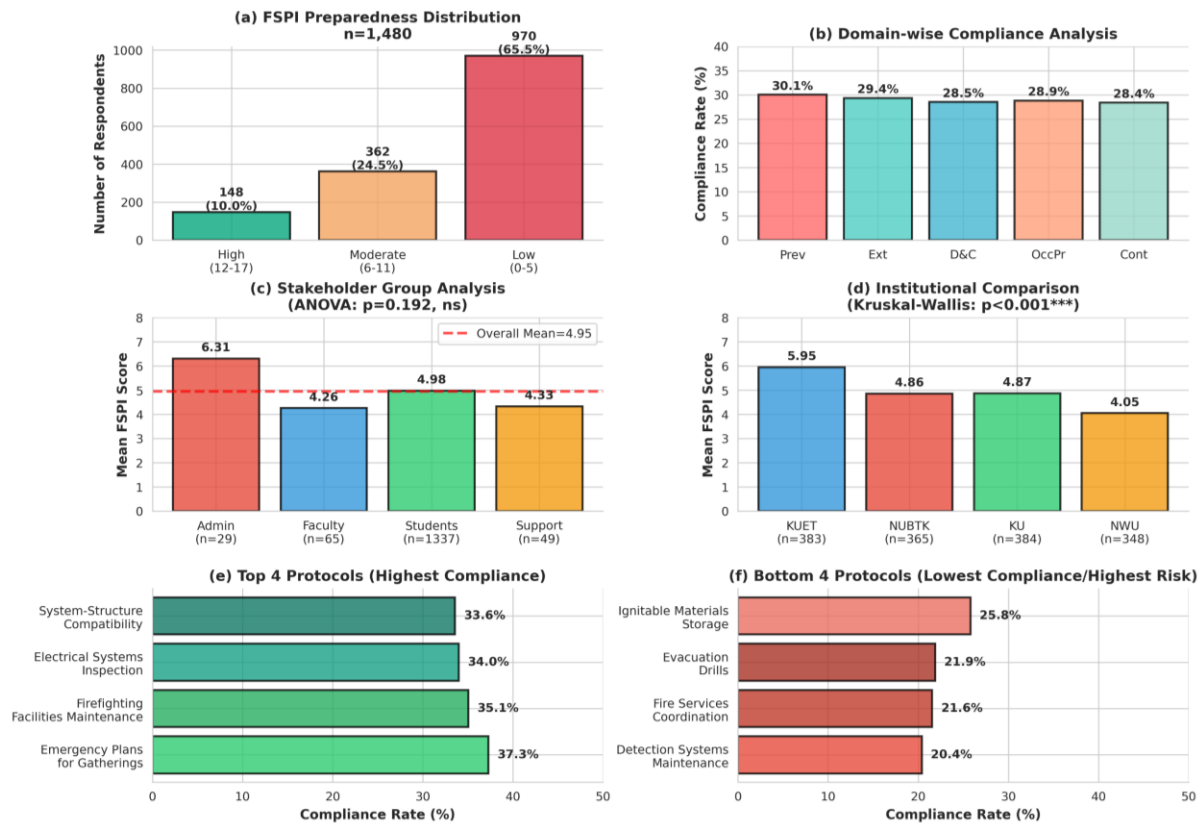 (a) FSPI Preparedness Distribution
n=1,480
Number of Respondents
1000
800
600
400
200
0
148
(10.0%)
362
(24.5%)
970
(65.5%)
High
(12-17)
Moderate
(6-11)
Low
(0-5)
(b) Domain-wise Compliance Analysis
Compliance Rate (%)
40
35
30
25
20
15
10
5
0
30.1%
29.4%
28.5%
28.9%
28.4%
Prev
Ext
D&C
OccPr
Cont
(c) Stakeholder Group Analysis
(ANOVA: p=0.192, ns)
Mean FSPI Score
8
7
6
5
4
3
2
1
0
Overall Mean=4.95
6.31
4.26
4.98
4.33
Admin
(n=29)
Faculty
(n=65)
Students
(n=1337)
Support
(n=49)
(d) Institutional Comparison
(Kruskal-Wallis: p<0.001***)
Mean FSPI Score
8
7
6
5
4
3
2
1
0
5.95
4.86
4.87
4.05
KUET
(n=383)
NUBTK
(n=365)
KU
(n=384)
NWU
(n=348)
(e) Top 4 Protocols (Highest Compliance)
System-Structure
Compatibility
33.6%
Electrical Systems
Inspection
34.0%
Firefighting
Facilities Maintenance
35.1%
Emergency Plans
for Gatherings
37.3%
0
10
20
30
40
50
Compliance Rate (%)
(f) Bottom 4 Protocols (Lowest Compliance/Highest Risk)
Ignitable Materials
Storage
25.8%
Evacuation
Drills
21.9%
Fire Services
Coordination
21.6%
Detection Systems
Maintenance
20.4%
0
10
20
30
40
50
Compliance Rate (%)